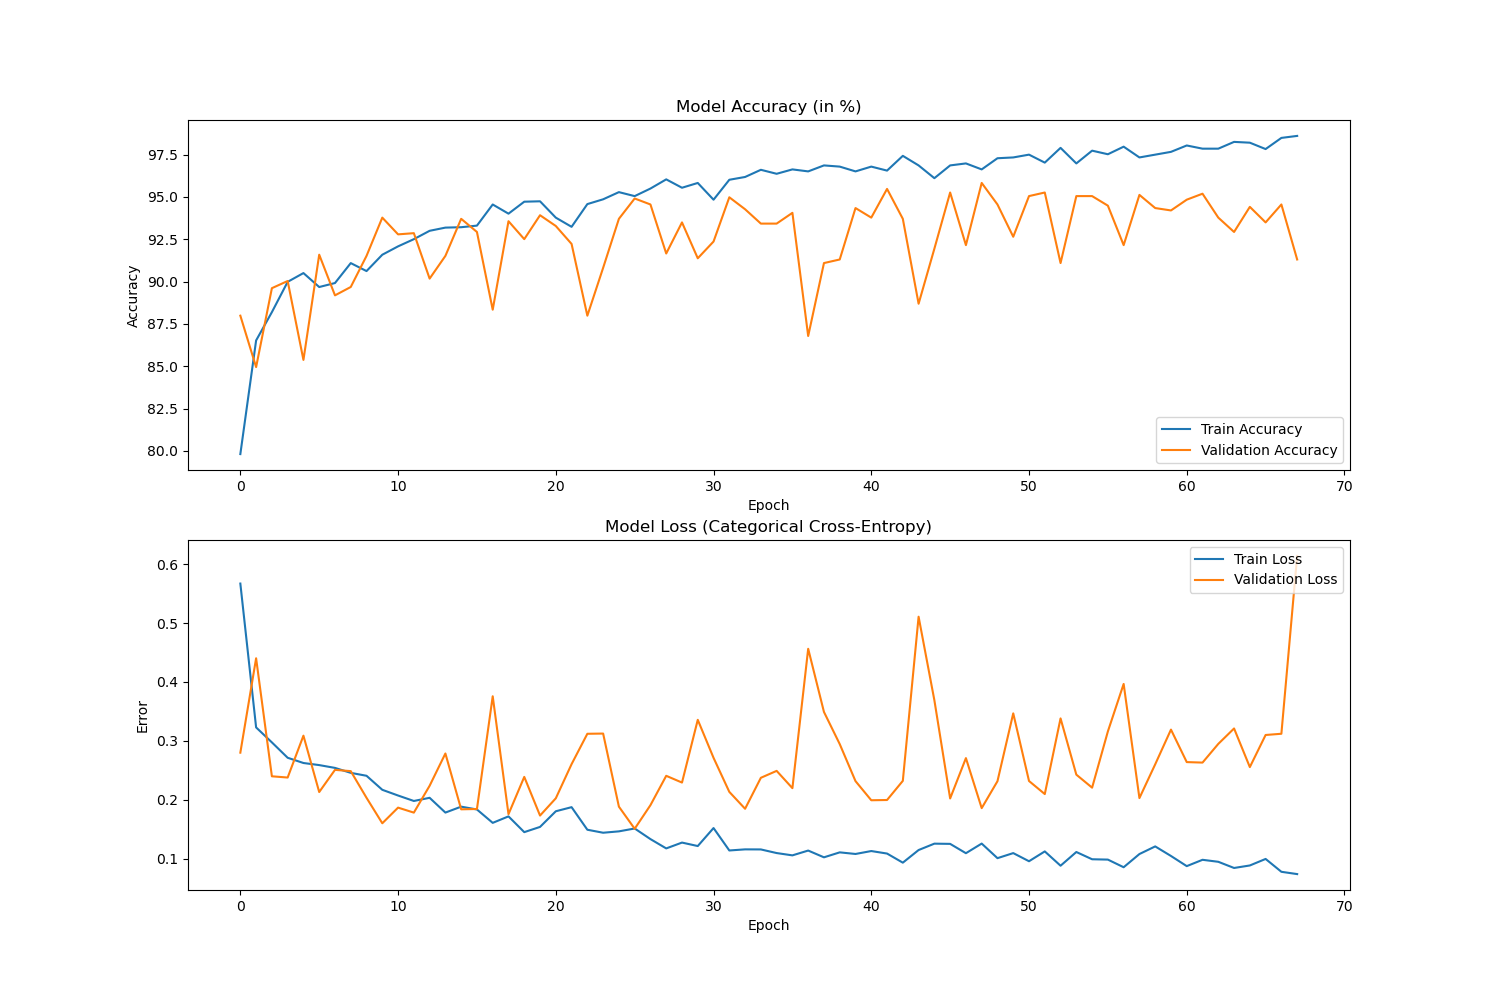 Model Accuracy (in %)
Accuracy
97.5
95.0
92.5
90.0
87.5
85.0
82.5
80.0
Train Accuracy
Validation Accuracy
0 10 20 30 40 50 60 70
Epoch
Model Loss (Categorical Cross-Entropy)
Error
0.6
0.5
0.4
0.3
0.2
0.1
Train Loss
Validation Loss
0 10 20 30 40 50 60 70
Epoch